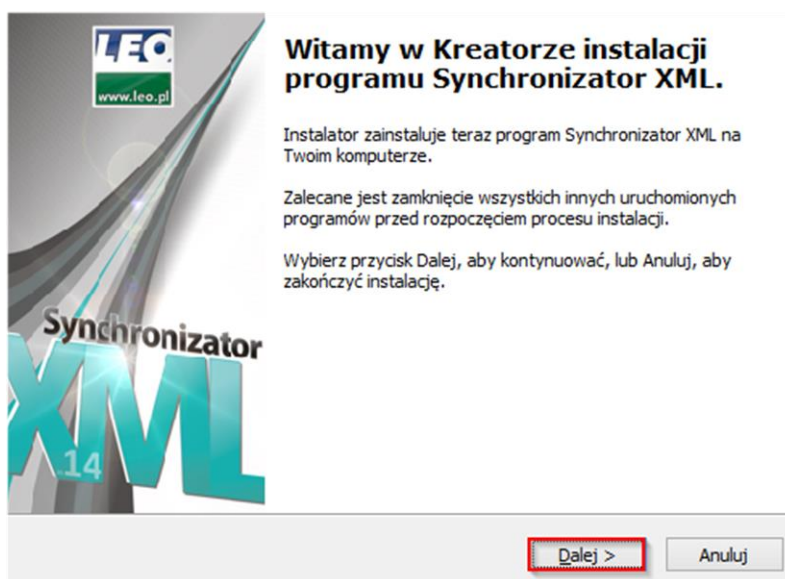 LEO
www.leo.pl
Witamy w Kreatorze instalacji
programu Synchronizator XML.
Instalator zainstaluje teraz program Synchronizator XML na
Twoim komputerze.
Zalecane jest zamknięcie wszystkich innych uruchomionych
programów przed rozpoczęciem procesu instalacji.
Wybierz przycisk Dalej, aby kontynuować, lub Anuluj, aby
zakończyć instalację.
Synchronizator
XML
.14
Dalej >
Anuluj